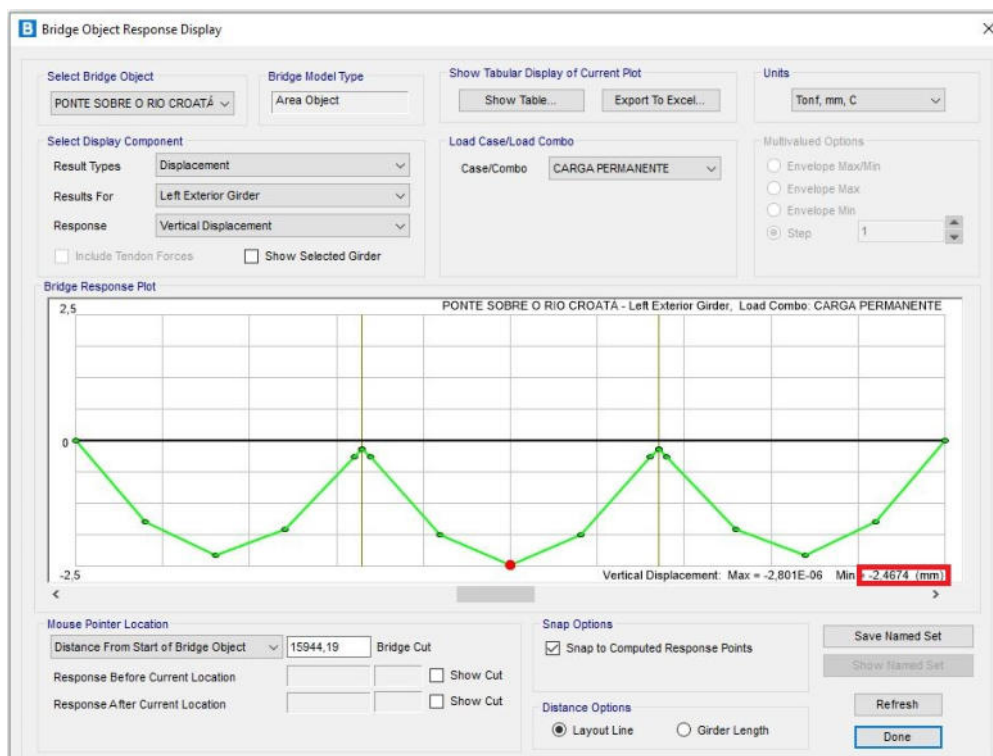 B Bridge Object Response Display
Select Bridge Object
PONTE SOBRE O RIO CROATÁ
Bridge Model Type
Area Object
Show Tabular Display of Current Plot
Show Table...
Export To Excel...
Units
Tonf, mm, C
Select Display Component
Result Types
Displacement
Results For
Left Exterior Girder
Response
Vertical Displacement
Include Tendon Forces
Show Selected Girder
Load Case/Load Combo
Case/Combo
CARGA PERMANENTE
Multivalued Options
Envelope Max/Min
Envelope Max
Envelope Min
Step
1
Bridge Response Plot
2,5
PONTE SOBRE O RIO CROATÁ - Left Exterior Girder, Load Combo: CARGA PERMANENTE
0
-2,5
Vertical Displacement: Max = -2,801E-06 Min = -2,4674 (mm)
Mouse Pointer Location
Distance From Start of Bridge Object
15944,19
Bridge Cut
Response Before Current Location
Show Cut
Response After Current Location
Show Cut
Snap Options
Snap to Computed Response Points
Distance Options
Layout Line
Girder Length
Save Named Set
Show Named Set
Refresh
Done